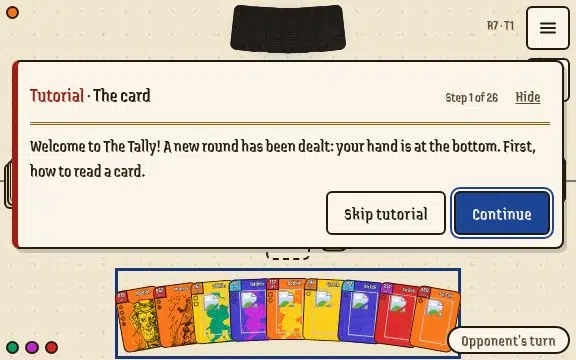 R7·T1
Tutorial · The card
Step 1 of 26
Hide
Welcome to The Tally! A new round has been dealt: your hand is at the bottom. First,
how to read a card.
Skip tutorial
Continue
Opponent's turn